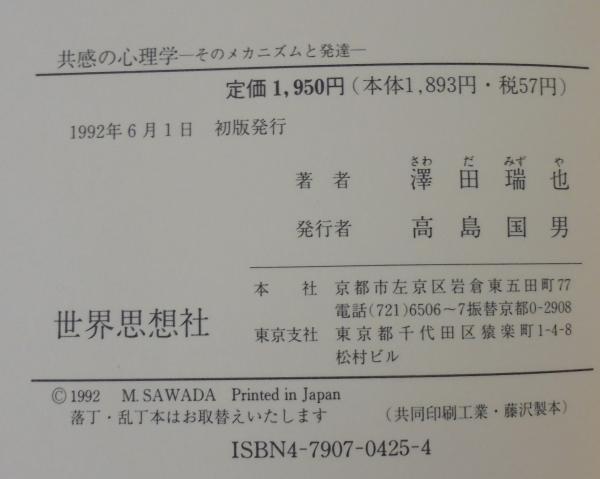 共感の心理学―そのメカニズムと発達―
定価1,950円（本体1,893円・税57円）
1992年6月1日 初版発行
さわ だ みず や
著者 澤田瑞也
発行者 高島国男
本社 京都市左京区岩倉東五田町77
電話(721)6506～7振替京都0-2908
世界思想社
東京支社 東京都千代田区猿楽町1-4-8
松村ビル
©1992 M. SAWADA Printed in Japan
落丁・乱丁本はお取替えいたします （共同印刷工業・藤沢製本）
ISBN4-7907-0425-4